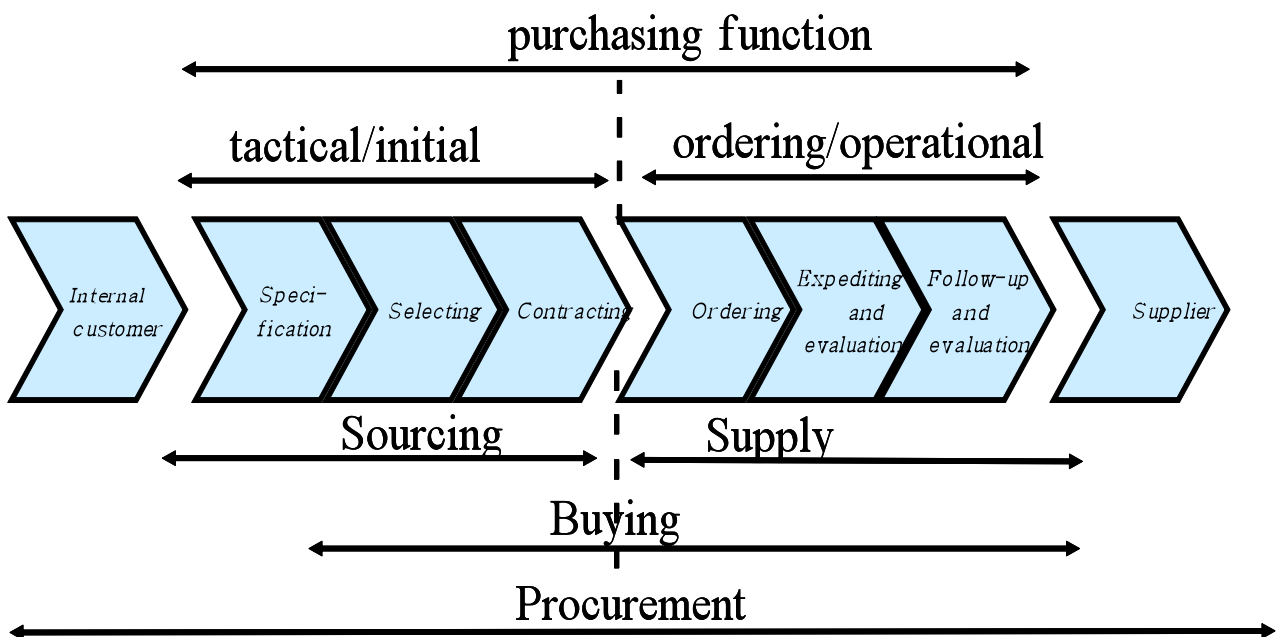 purchasing function
tactical/initial
ordering/operational
Internal
customer
Speci-
fication
Selecting
Contracting
Ordering
Expediting
and
evaluation
Follow-up
and
evaluation
Supplier
Sourcing
Supply
Buying
Procurement